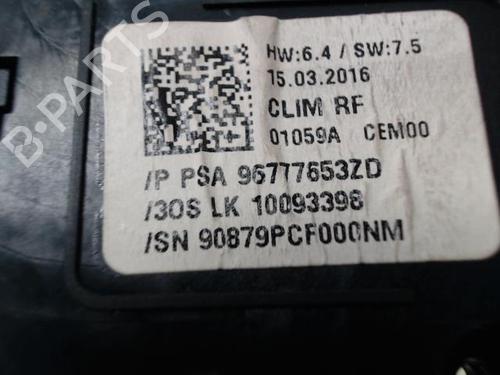 HW:6.4 / SW:7.5
15.03.2016
CLIM RF
01059A CEM00
/P PSA 96777653ZD
/3OS LK 10093398
/SN 90879PCF000NM
B-PARTS